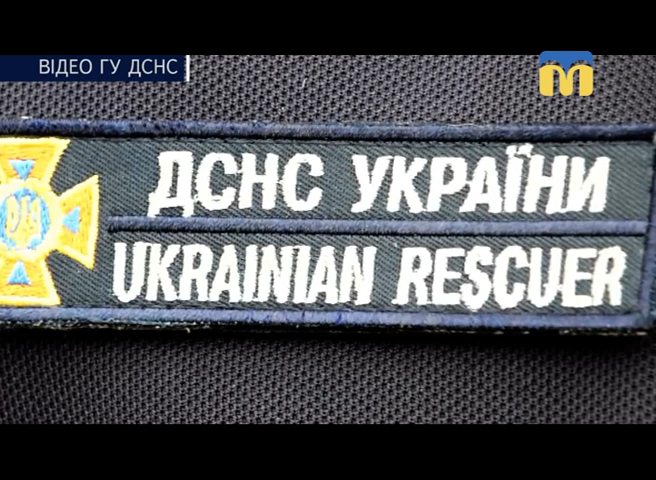 ВІДЕО ГУ ДСНС
М
ДСНС УКРАЇНИ
UKRAINIAN RESCUER